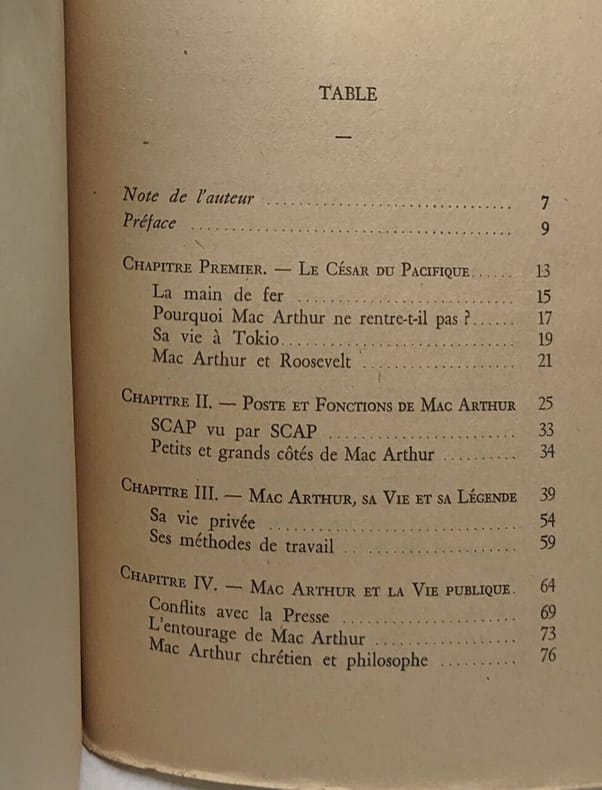 TABLE
—
Note de l'auteur ................................ 7
Préface ........................................ 9
CHAPITRE PREMIER. — LE CÉSAR DU PACIFIQUE...... 13
La main de fer ........................... 15
Pourquoi Mac Arthur ne rentre-t-il pas ?...... 17
Sa vie à Tokio............................. 19
Mac Arthur et Roosevelt .................... 21
CHAPITRE II. — POSTE ET FONCTIONS DE MAC ARTHUR 25
SCAP vu par SCAP ........................ 33
Petits et grands côtés de Mac Arthur .......... 34
CHAPITRE III. — MAC ARTHUR, SA VIE ET SA LÉGENDE 39
Sa vie privée .............................. 54
Ses méthodes de travail .. .................. 59
CHAPITRE IV. — MAC ARTHUR ET LA VIE PUBLIQUE. 64
Conflits avec la Presse ...................... 69
L'entourage de Mac Arthur .................. 73
Mac Arthur chrétien et philosophe .......... 76